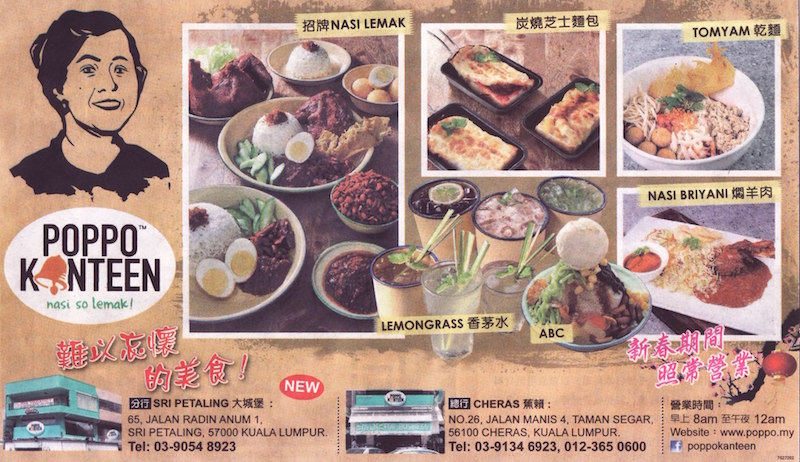 招牌NASI LEMAK
炭燒芝士麵包
TOMYAM 乾麵
NASI BRIYANI 燜羊肉
POPPO™
KANTEEN
nasi so lemak!
LEMONGRASS 香茅水
ABC
難以忘懷
的美食!
新春期間
照常營業
NEW
分行 SRI PETALING 大城堡:
65, JALAN RADIN ANUM 1,
SRI PETALING, 57000 KUALA LUMPUR.
Tel: 03-9054 8923
總行 CHERAS 蕉賴:
NO.26, JALAN MANIS 4, TAMAN SEGAR,
56100 CHERAS, KUALA LUMPUR.
Tel: 03-9134 6923, 012-365 0600
營業時間:
早上 8am 至午夜 12am
Website: www.poppo.my
f poppokanteen